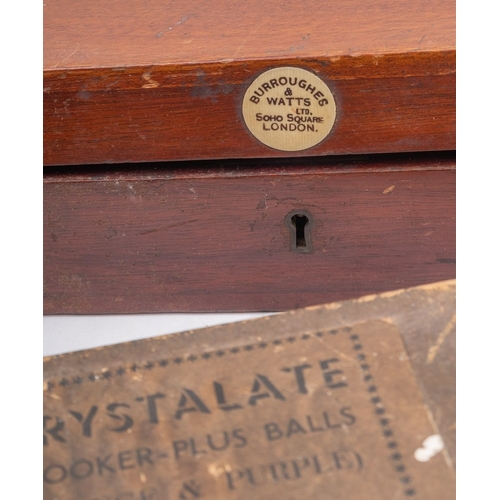 BURROUGHES
&
WATTS
LTD.
SOHO SQUARE
LONDON.
RYSTALATE
OOKER-PLUS BALLS
& PURPLE)